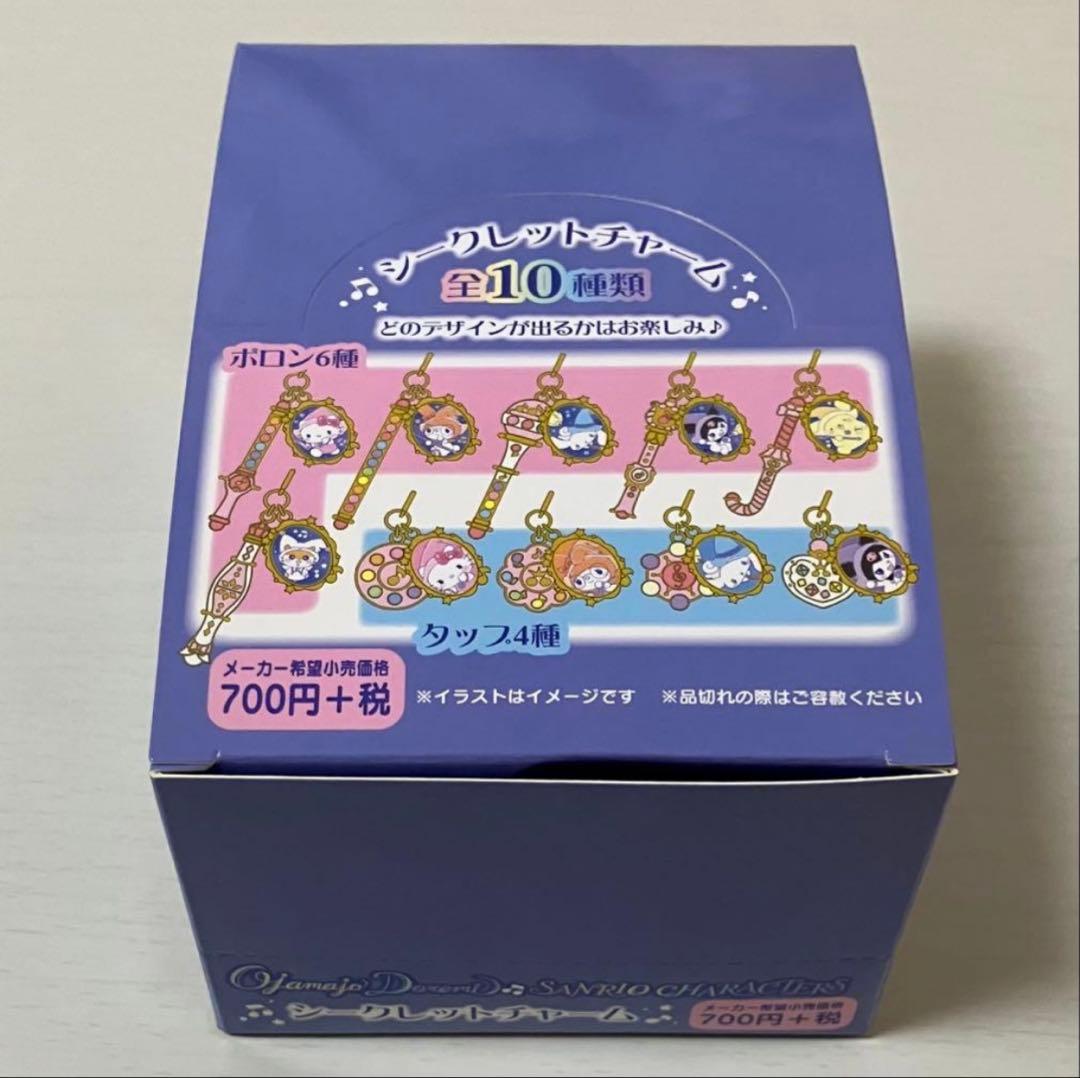 シークレットチャーム
全10種類
どのデザインが出るかはお楽しみ♪
ポロン6種
タップ4種
メーカー希望小売価格
700円+税
※イラストはイメージです ※品切れの際はご容赦ください
Ojamajo Doremi SANRIO CHARACTERS
シークレットチャーム
メーカー希望小売価格
700円+税